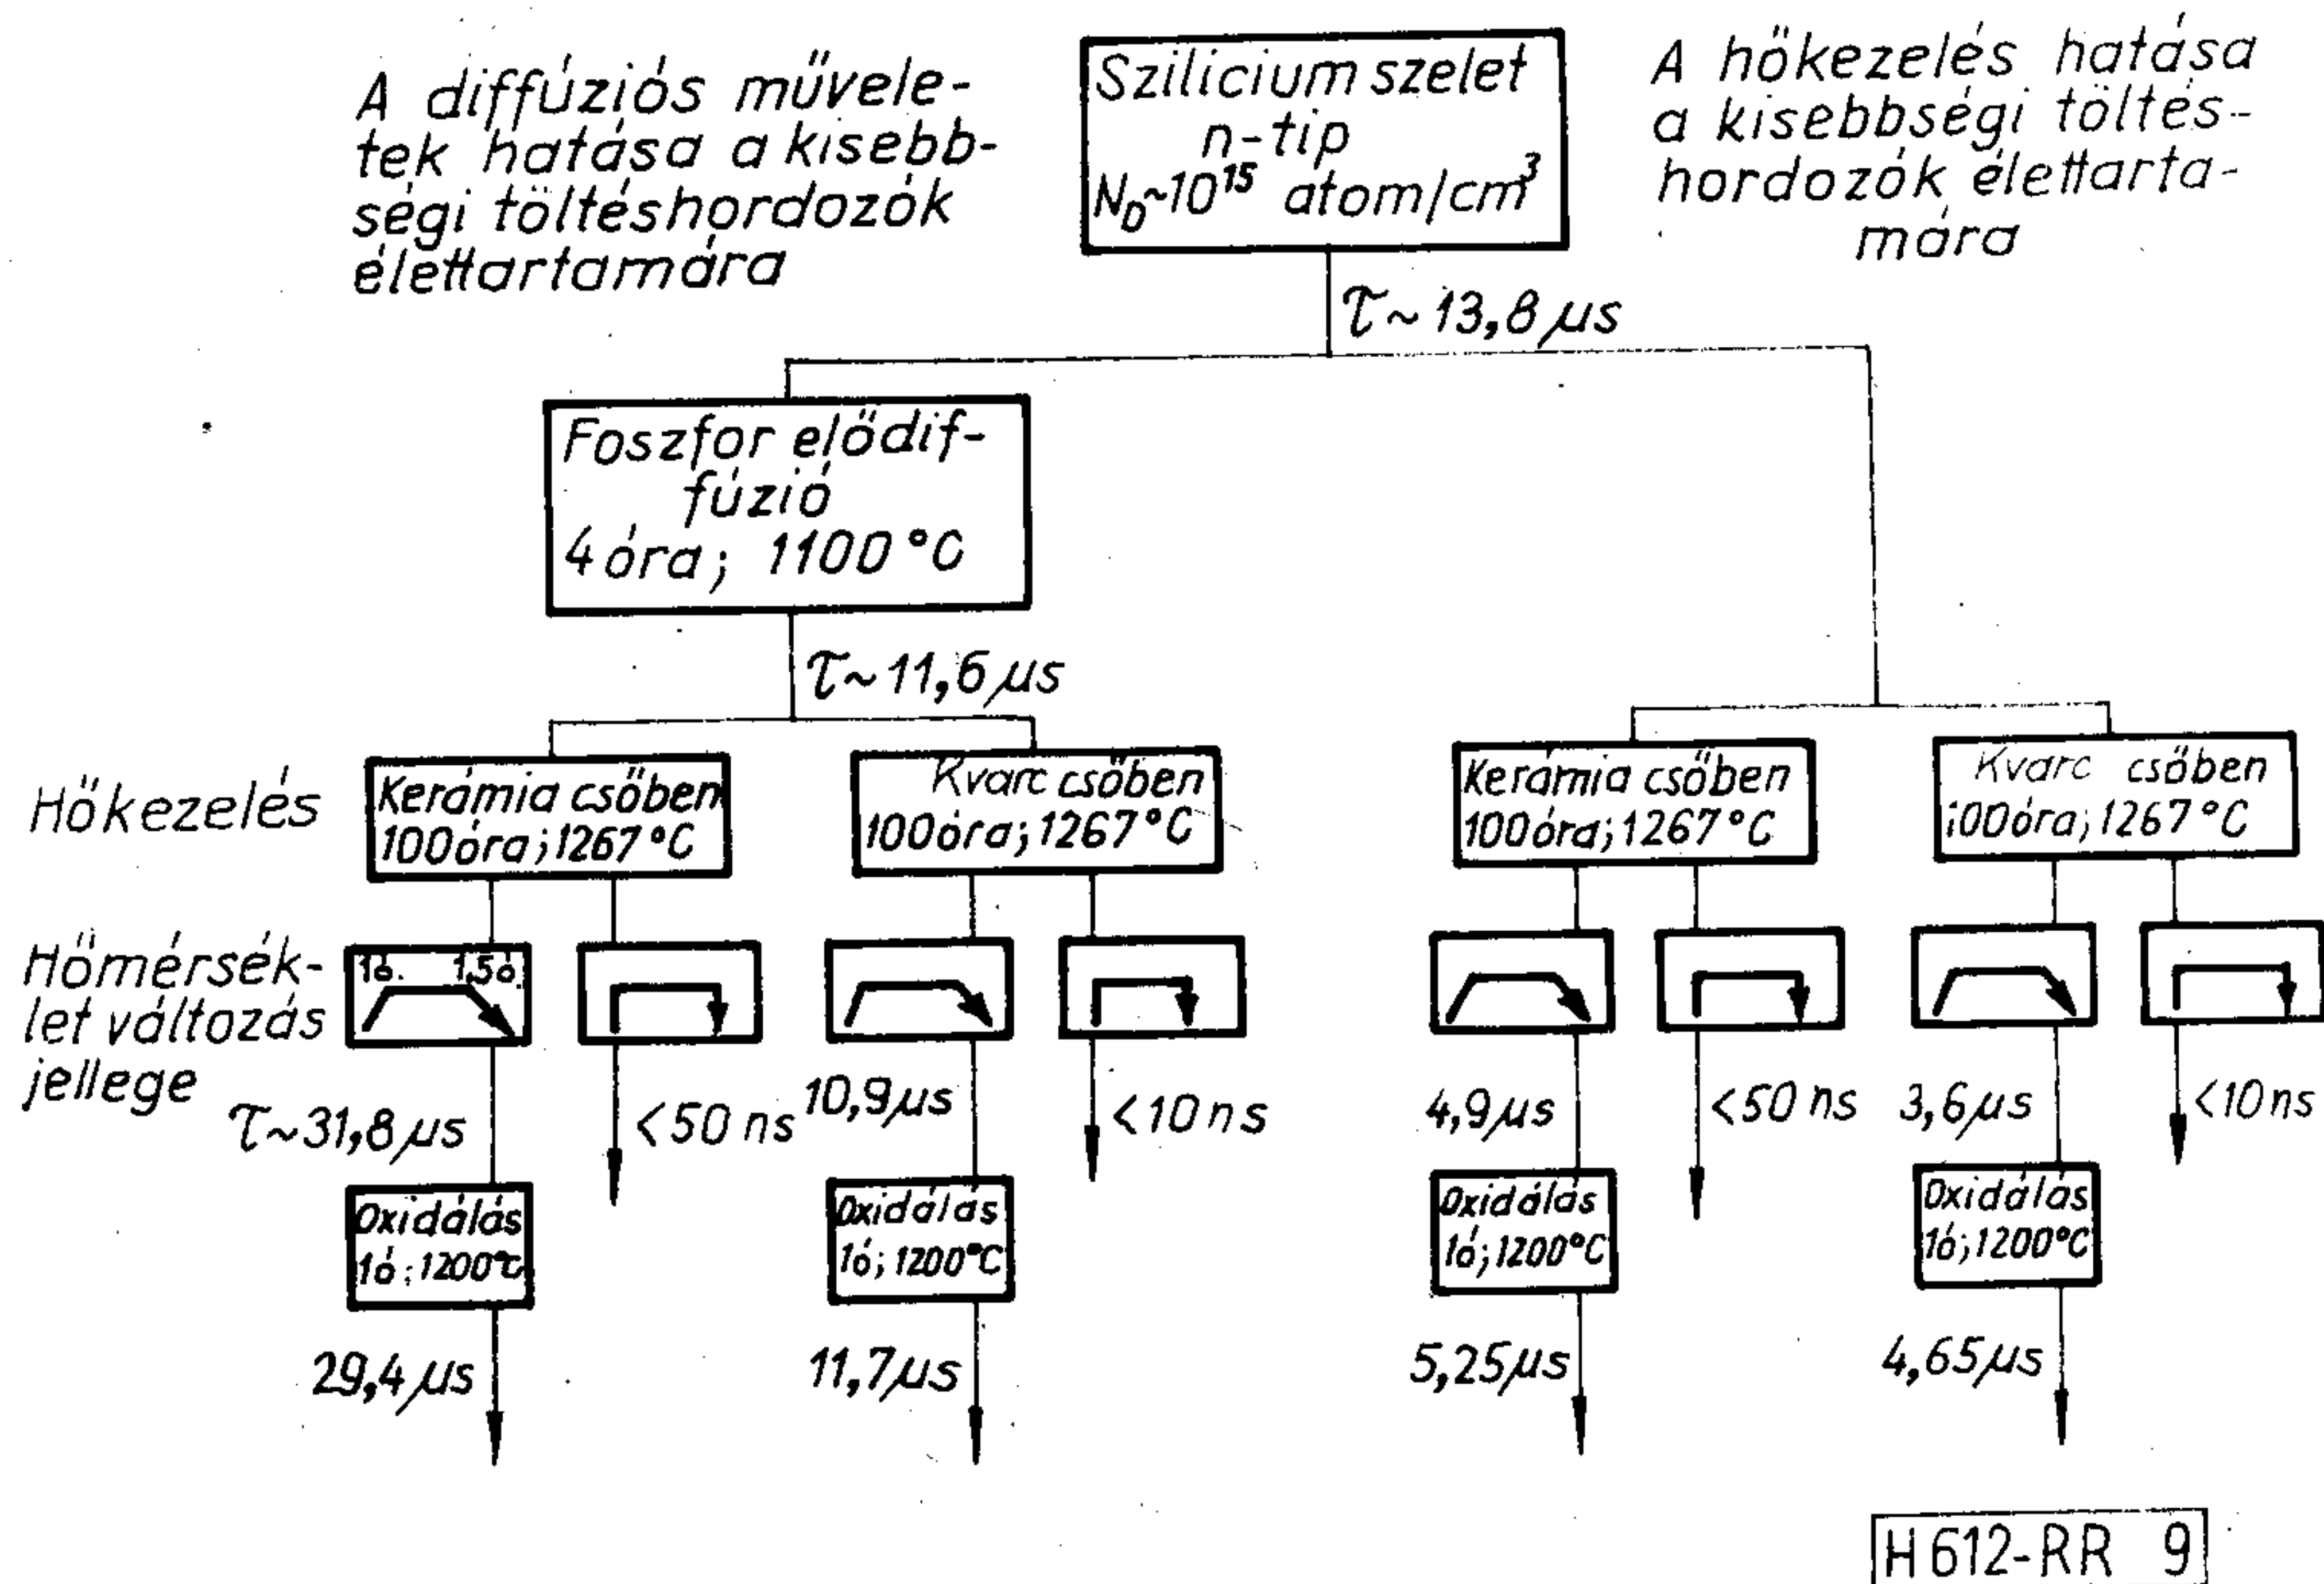 A diffúziós művele-
tek hatása a kisebb-
ségi töltéshordozók
élettartamára
Szilicium szelet
n-tip
N_D~10¹⁵ atom/cm³
A hőkezelés hatása
a kisebbségi töltés-
hordozók élettarta-
mára
τ~13,8 µs
Foszfor elődif-
fúzió
4 óra; 1100 °C
τ~11,6 µs
Hőkezelés
Kerámia csőben
100 óra; 1267 °C
Kvarc csőben
100 óra; 1267 °C
Kerámia csőben
100 óra; 1267 °C
Kvarc csőben
100 óra; 1267 °C
Hőmérsék-
let változás
jellege
1ó. 1,5ó.
τ~31,8 µs
<50 ns
10,9 µs
<10 ns
4,9 µs
<50 ns
3,6 µs
<10 ns
Oxidálás
1ó; 1200°C
Oxidálás
1ó; 1200°C
Oxidálás
1ó; 1200°C
Oxidálás
1ó; 1200°C
29,4 µs
11,7 µs
5,25 µs
4,65 µs
H612-RR 9